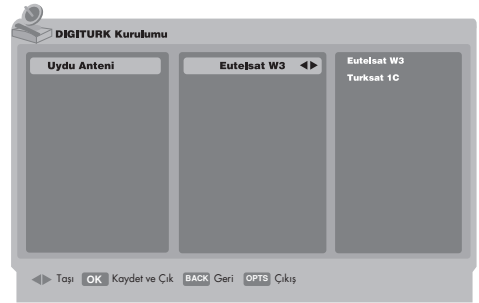 DIGITURK Kurulumu
Uydu Anteni
Eutelsat W3
Eutelsat W3
Turksat 1C
Taşı OK Kaydet ve Çık BACK Geri OPTS Çıkış